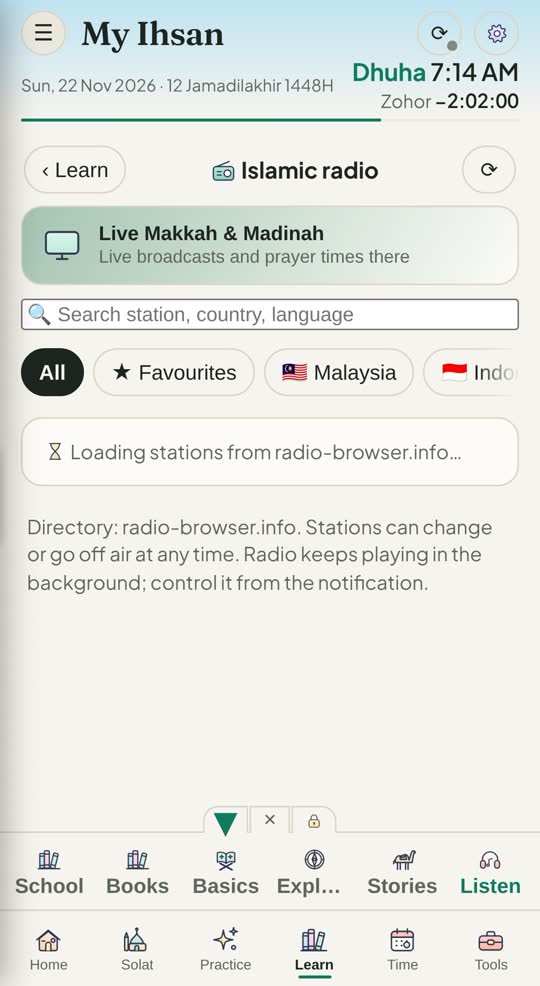 ☰ My Ihsan
Sun, 22 Nov 2026 · 12 Jamadilakhir 1448H
Dhuha 7:14 AM
Zohor −2:02:00
‹ Learn
Islamic radio
Live Makkah & Madinah
Live broadcasts and prayer times there
Search station, country, language
All
★ Favourites
Malaysia
Indo
Loading stations from radio-browser.info…
Directory: radio-browser.info. Stations can change
or go off air at any time. Radio keeps playing in the
background; control it from the notification.
School Books Basics Expl… Stories Listen
Home Solat Practice Learn Time Tools